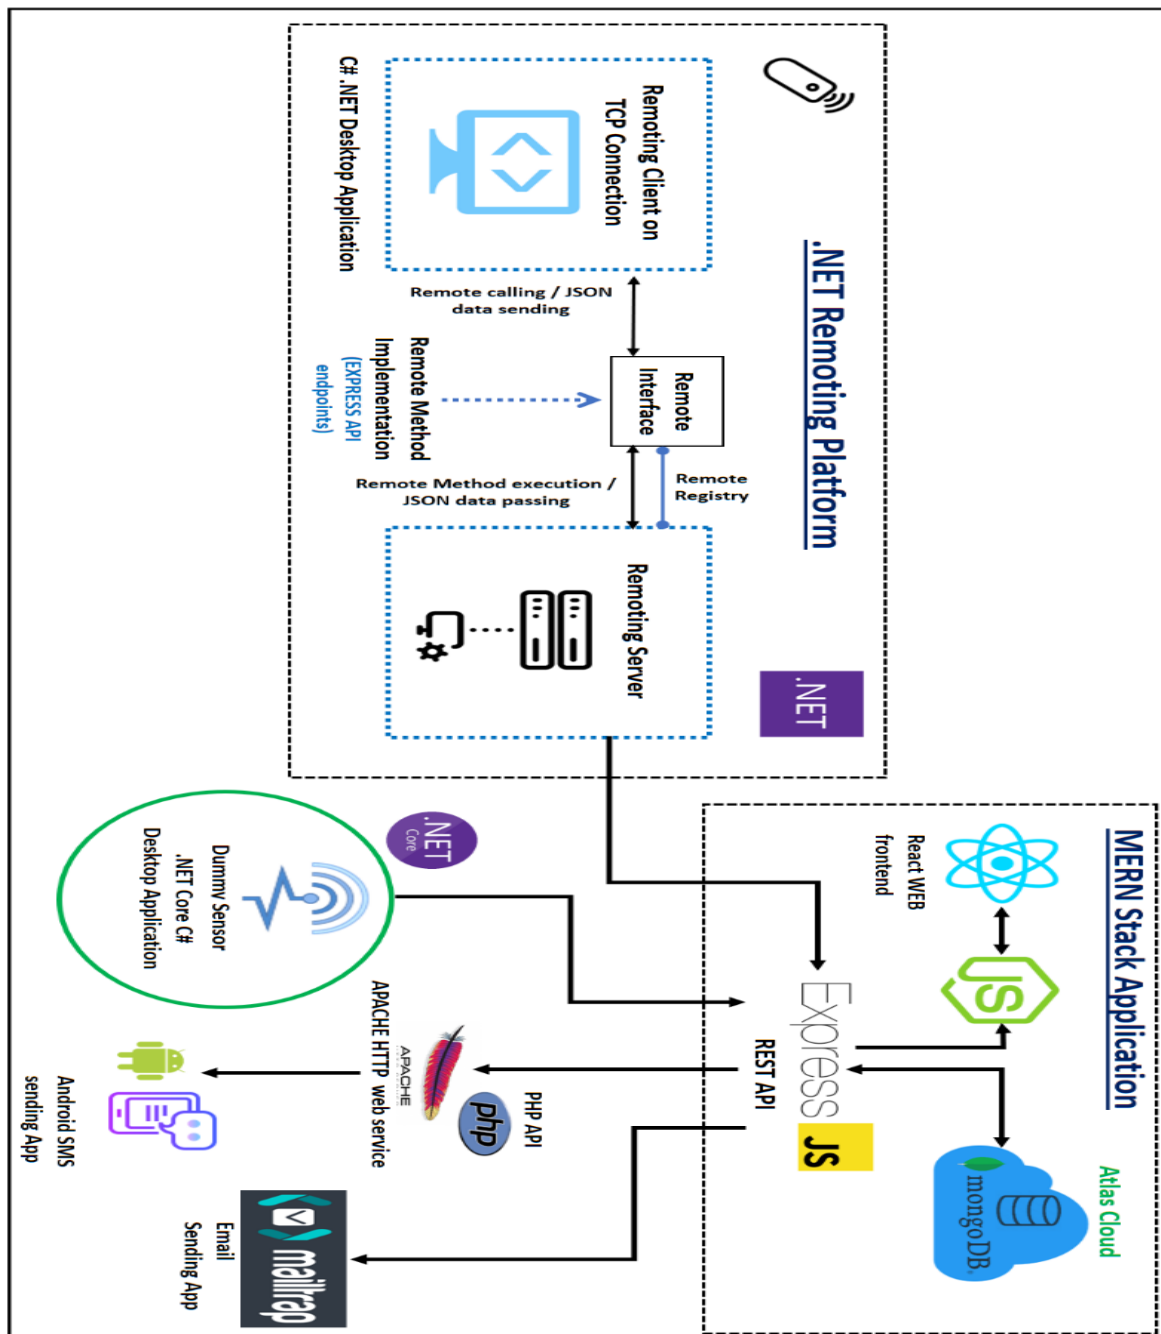 .NET Remoting Platform
Remoting Client on
TCP Connection
C# .NET Desktop Application
Remote calling / JSON
data sending
Remote
Interface
Remote Method
Implementation
(EXPRESS API
endpoints)
Remote Method execution /
JSON data passing
Remote
Registry
Remoting Server
.NET
MERN Stack Application
React WEB
frontend
JS
Express
JS
REST API
Atlas Cloud
mongoDB.
.NET
Core
Dummy Sensor
.NET Core C#
Desktop Application
PHP API
php
APACHE
APACHE HTTP web service
Android SMS
sending App
mailtrap
Email
Sending App